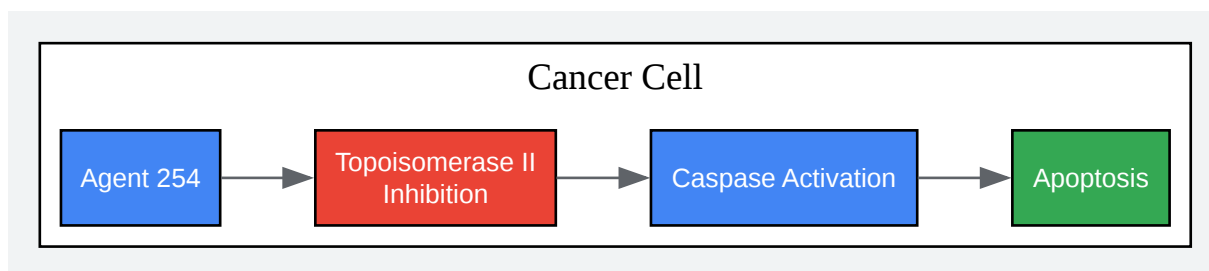 Cancer Cell
Agent 254
Topoisomerase II
Inhibition
Caspase Activation
Apoptosis